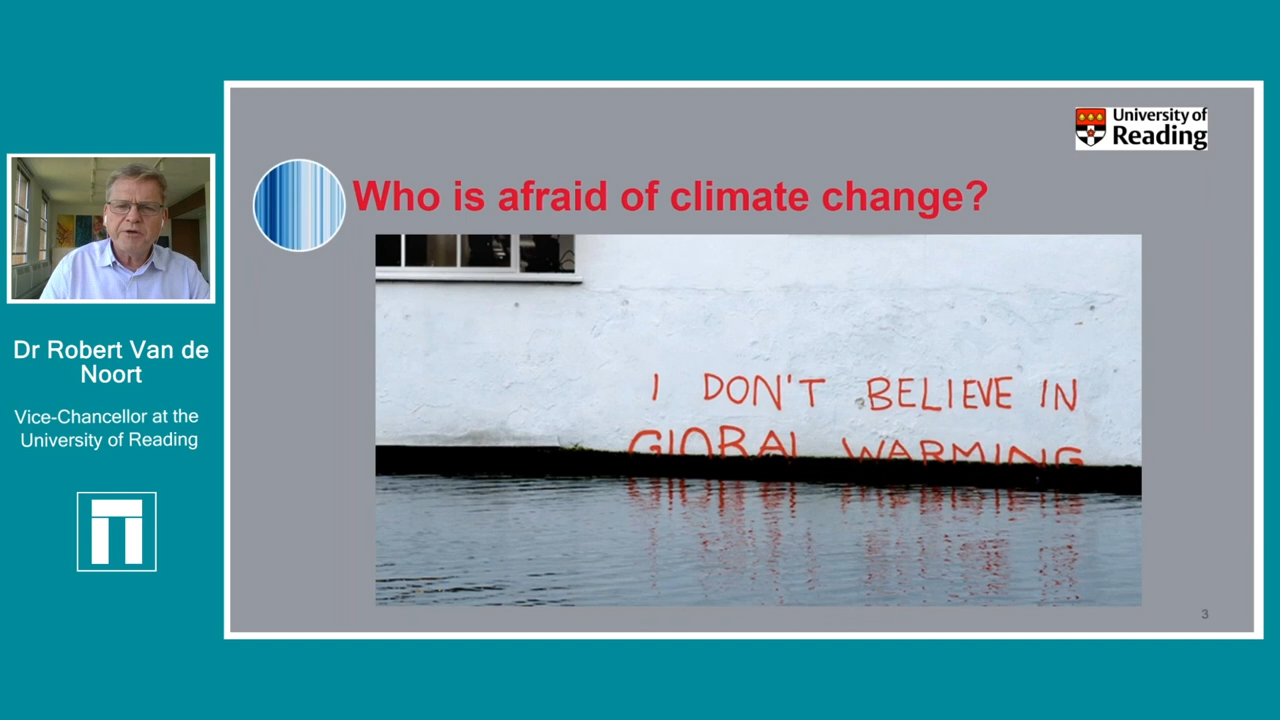 University of
Reading
Who is afraid of climate change?
I DON'T BELIEVE IN
GLOBAL WARMING
3
Dr Robert Van de
Noort
Vice-Chancellor at the
University of Reading